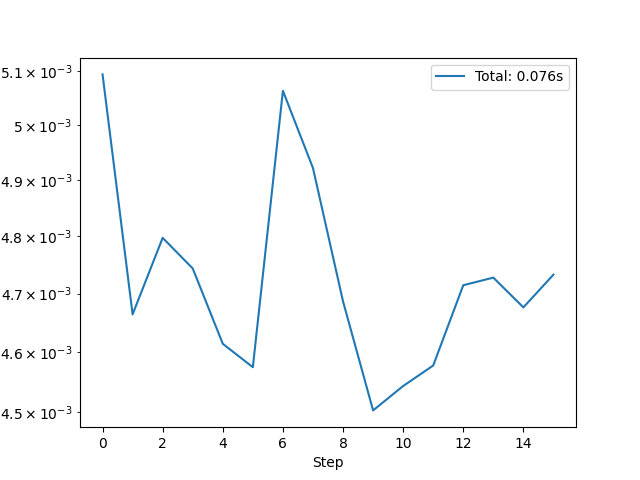 Total: 0.076s
5.1 × 10⁻³
5 × 10⁻³
4.9 × 10⁻³
4.8 × 10⁻³
4.7 × 10⁻³
4.6 × 10⁻³
4.5 × 10⁻³
0 2 4 6 8 10 12 14
Step